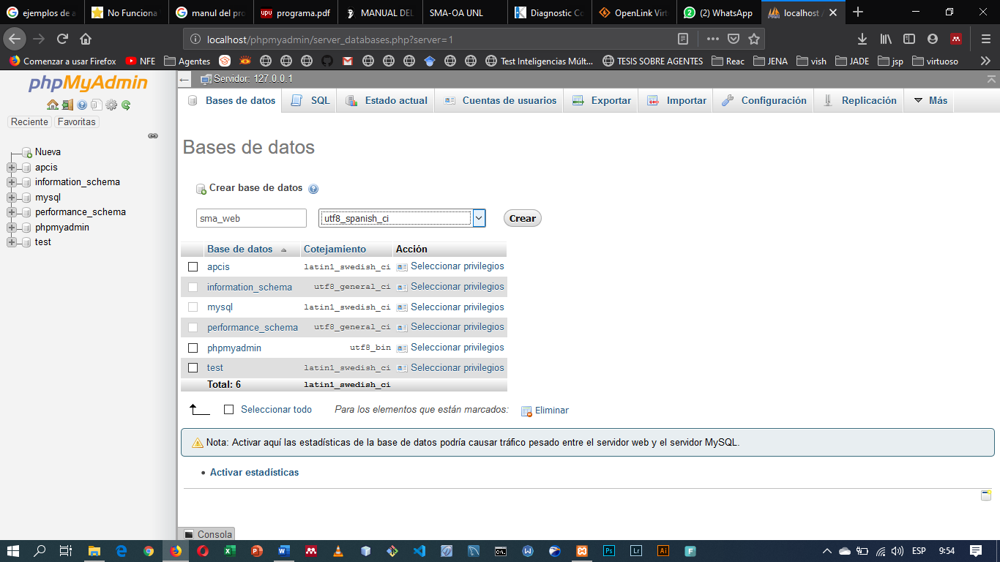 ejemplos de a
No Funciona
manul del pro
programa.pdf
MANUAL DEL
SMA-OA UNL
Diagnostic Co
OpenLink Virt
(2) WhatsApp
localhost /
localhost/phpmyadmin/server_databases.php?server=1
Comenzar a usar Firefox
NFE
Agentes
Test Inteligencias Múlt...
TESIS SOBRE AGENTES
Reac
JENA
vish
JADE
jsp
virtuoso
phpMyAdmin
Reciente
Favoritas
Nueva
apcis
information_schema
mysql
performance_schema
phpmyadmin
test
Servidor: 127.0.0.1
Bases de datos
SQL
Estado actual
Cuentas de usuarios
Exportar
Importar
Configuración
Replicación
Más
Bases de datos
Crear base de datos
sma_web
utf8_spanish_ci
Crear
Base de datos Cotejamiento Acción
apcis latin1_swedish_ci Seleccionar privilegios
information_schema utf8_general_ci Seleccionar privilegios
mysql latin1_swedish_ci Seleccionar privilegios
performance_schema utf8_general_ci Seleccionar privilegios
phpmyadmin utf8_bin Seleccionar privilegios
test latin1_swedish_ci Seleccionar privilegios
Total: 6 latin1_swedish_ci
Seleccionar todo Para los elementos que están marcados: Eliminar
Nota: Activar aquí las estadísticas de la base de datos podría causar tráfico pesado entre el servidor web y el servidor MySQL.
• Activar estadísticas
Consola
ESP
9:54